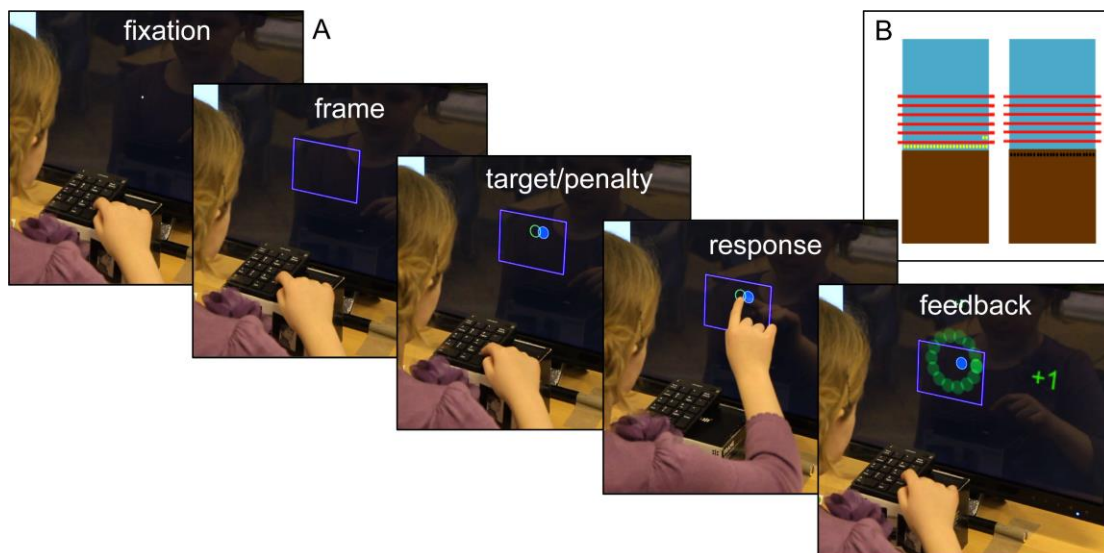 fixation
A
frame
target/penalty
response
feedback
+1
B